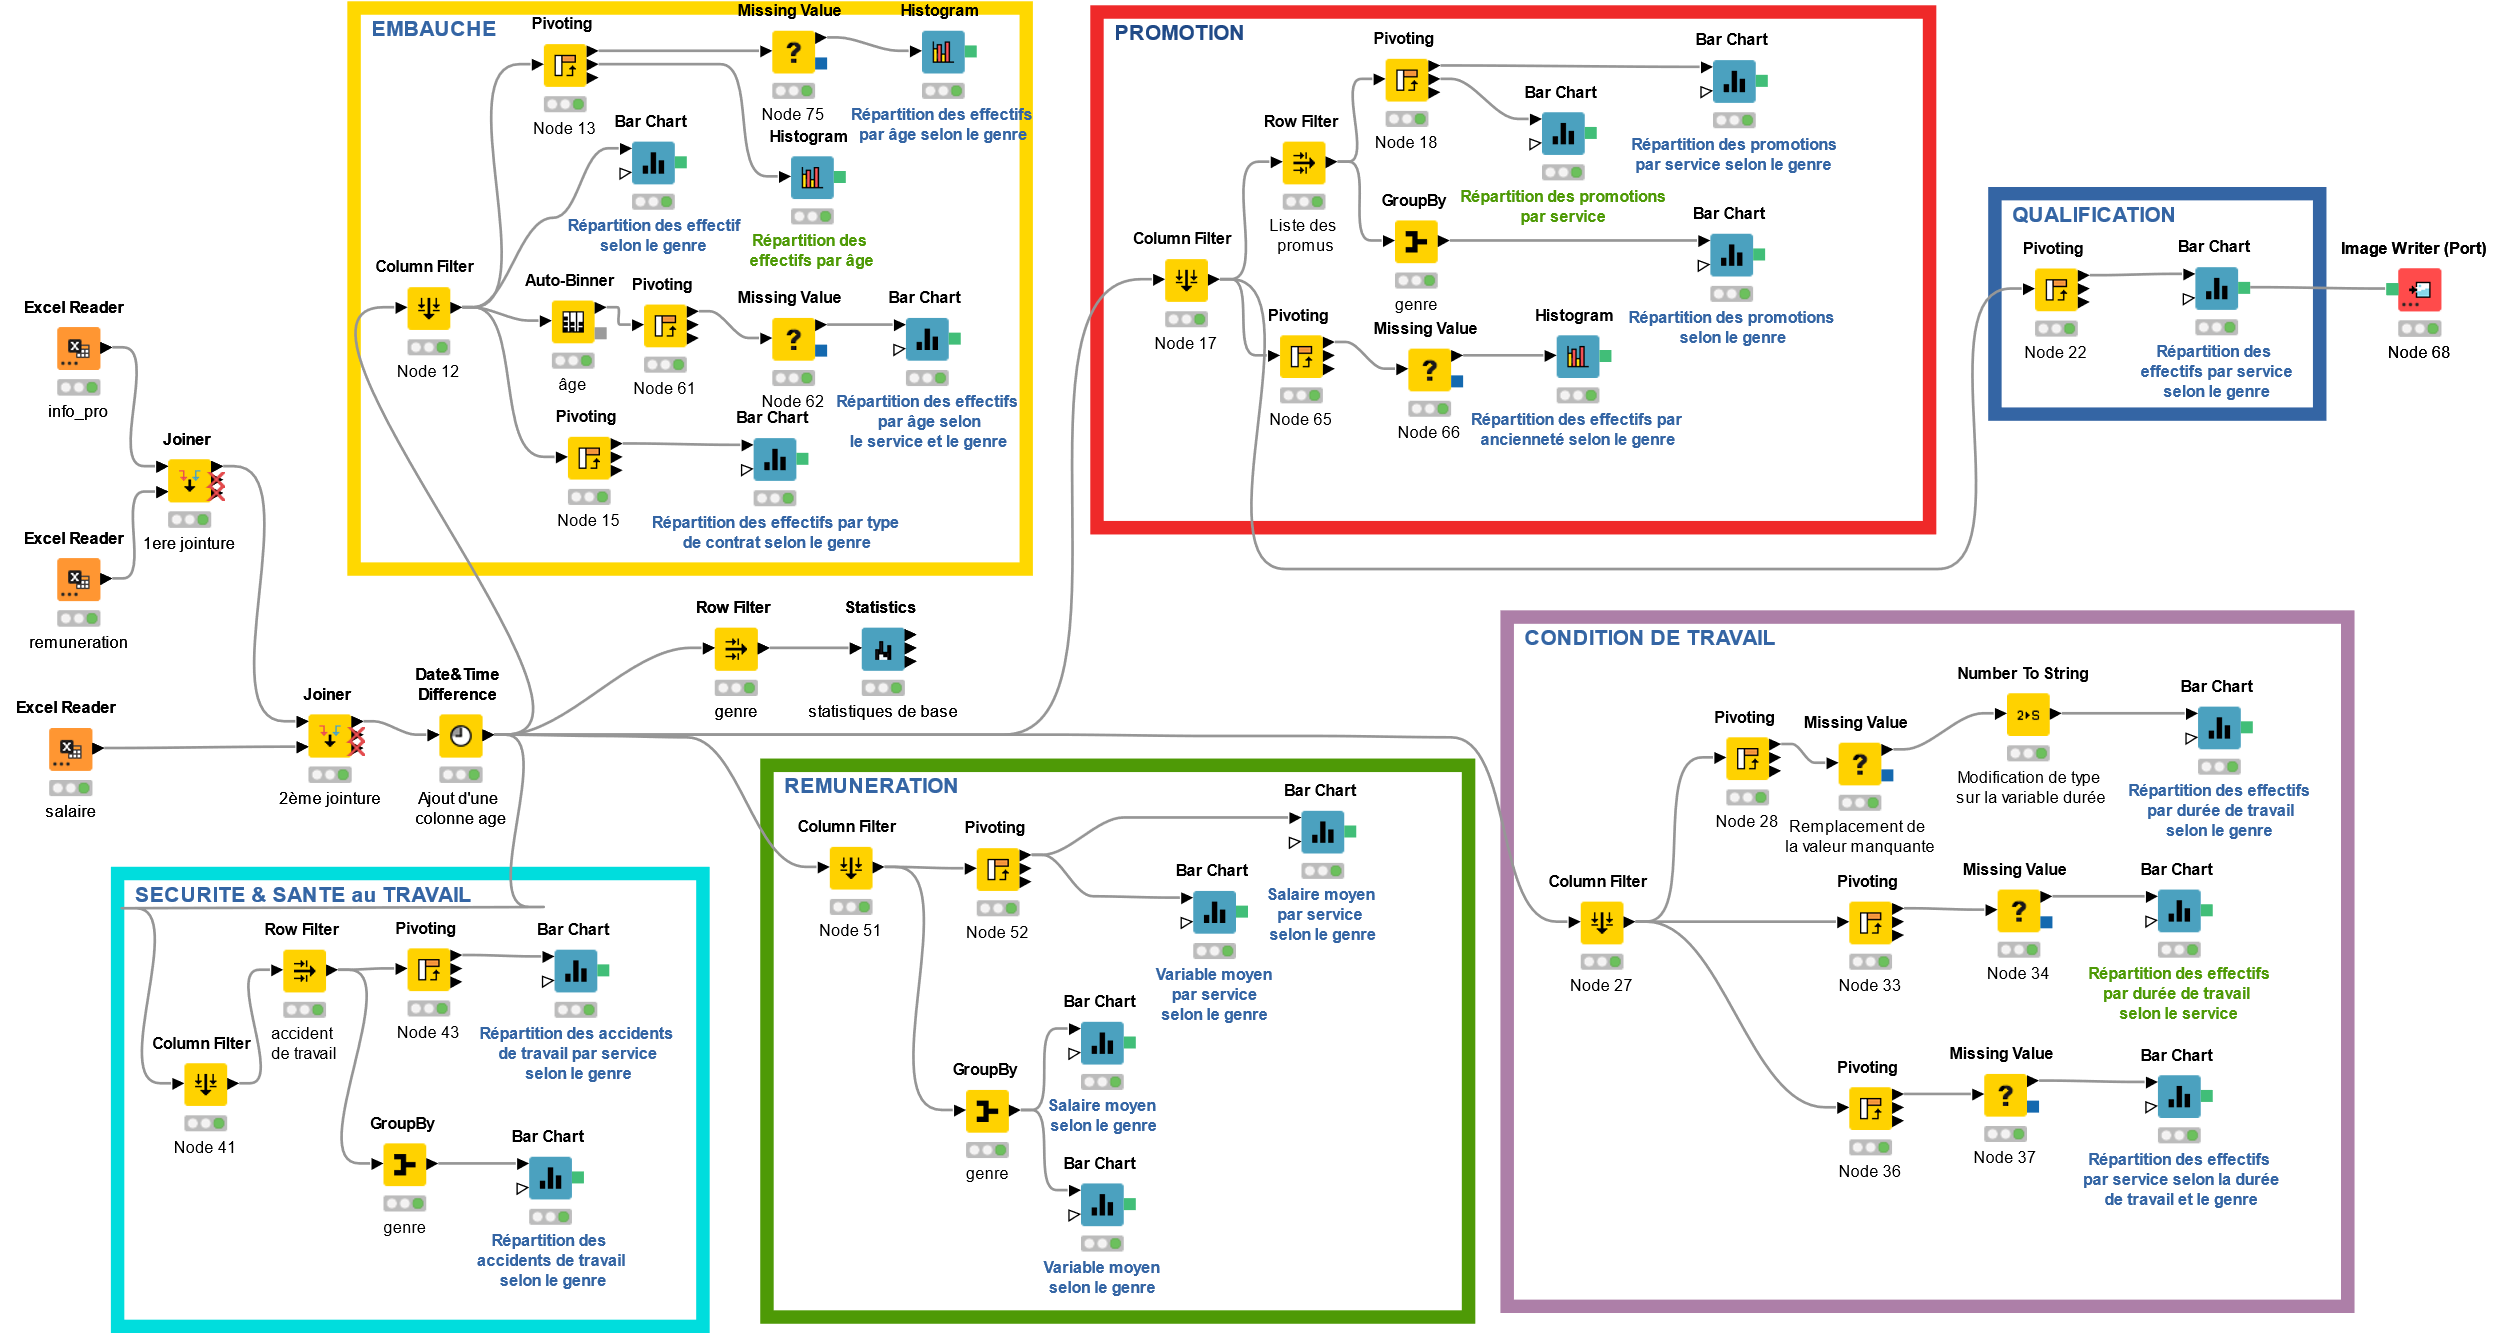 EMBAUCHE
Pivoting
Node 13
Missing Value
Node 75
Histogram
Répartition des effectifs
par âge selon le genre
Bar Chart
Répartition des effectif
selon le genre
Histogram
Répartition des
effectifs par âge
Column Filter
Node 12
Auto-Binner
âge
Pivoting
Node 61
Missing Value
Node 62
Bar Chart
Répartition des effectifs
par âge selon
le service et le genre
Pivoting
Node 15
Bar Chart
Répartition des effectifs par type
de contrat selon le genre
PROMOTION
Pivoting
Node 18
Bar Chart
Répartition des promotions
par service selon le genre
Bar Chart
Répartition des promotions
par service
Row Filter
Liste des
promus
GroupBy
genre
Bar Chart
Répartition des promotions
selon le genre
Column Filter
Node 17
Pivoting
Node 65
Missing Value
Node 66
Histogram
Répartition des effectifs par
ancienneté selon le genre
QUALIFICATION
Pivoting
Node 22
Bar Chart
Répartition des
effectifs par service
selon le genre
Image Writer (Port)
Node 68
Excel Reader
info_pro
Joiner
1ere jointure
Excel Reader
remuneration
Excel Reader
salaire
Joiner
2ème jointure
Date&Time
Difference
Ajout d'une
colonne age
Row Filter
genre
Statistics
statistiques de base
SECURITE & SANTE au TRAVAIL
Row Filter
accident
de travail
Pivoting
Node 43
Bar Chart
Répartition des accidents
de travail par service
selon le genre
Column Filter
Node 41
GroupBy
genre
Bar Chart
Répartition des
accidents de travail
selon le genre
REMUNERATION
Column Filter
Node 51
Pivoting
Node 52
Bar Chart
Salaire moyen
par service
selon le genre
Bar Chart
Variable moyen
par service
selon le genre
GroupBy
genre
Bar Chart
Salaire moyen
selon le genre
Bar Chart
Variable moyen
selon le genre
CONDITION DE TRAVAIL
Pivoting
Node 28
Missing Value
Remplacement de
la valeur manquante
Number To String
2 S
Modification de type
sur la variable durée
Bar Chart
Répartition des effectifs
par durée de travail
selon le genre
Column Filter
Node 27
Pivoting
Node 33
Missing Value
Node 34
Bar Chart
Répartition des effectifs
par durée de travail
selon le service
Pivoting
Node 36
Missing Value
Node 37
Bar Chart
Répartition des effectifs
par service selon la durée
de travail et le genre